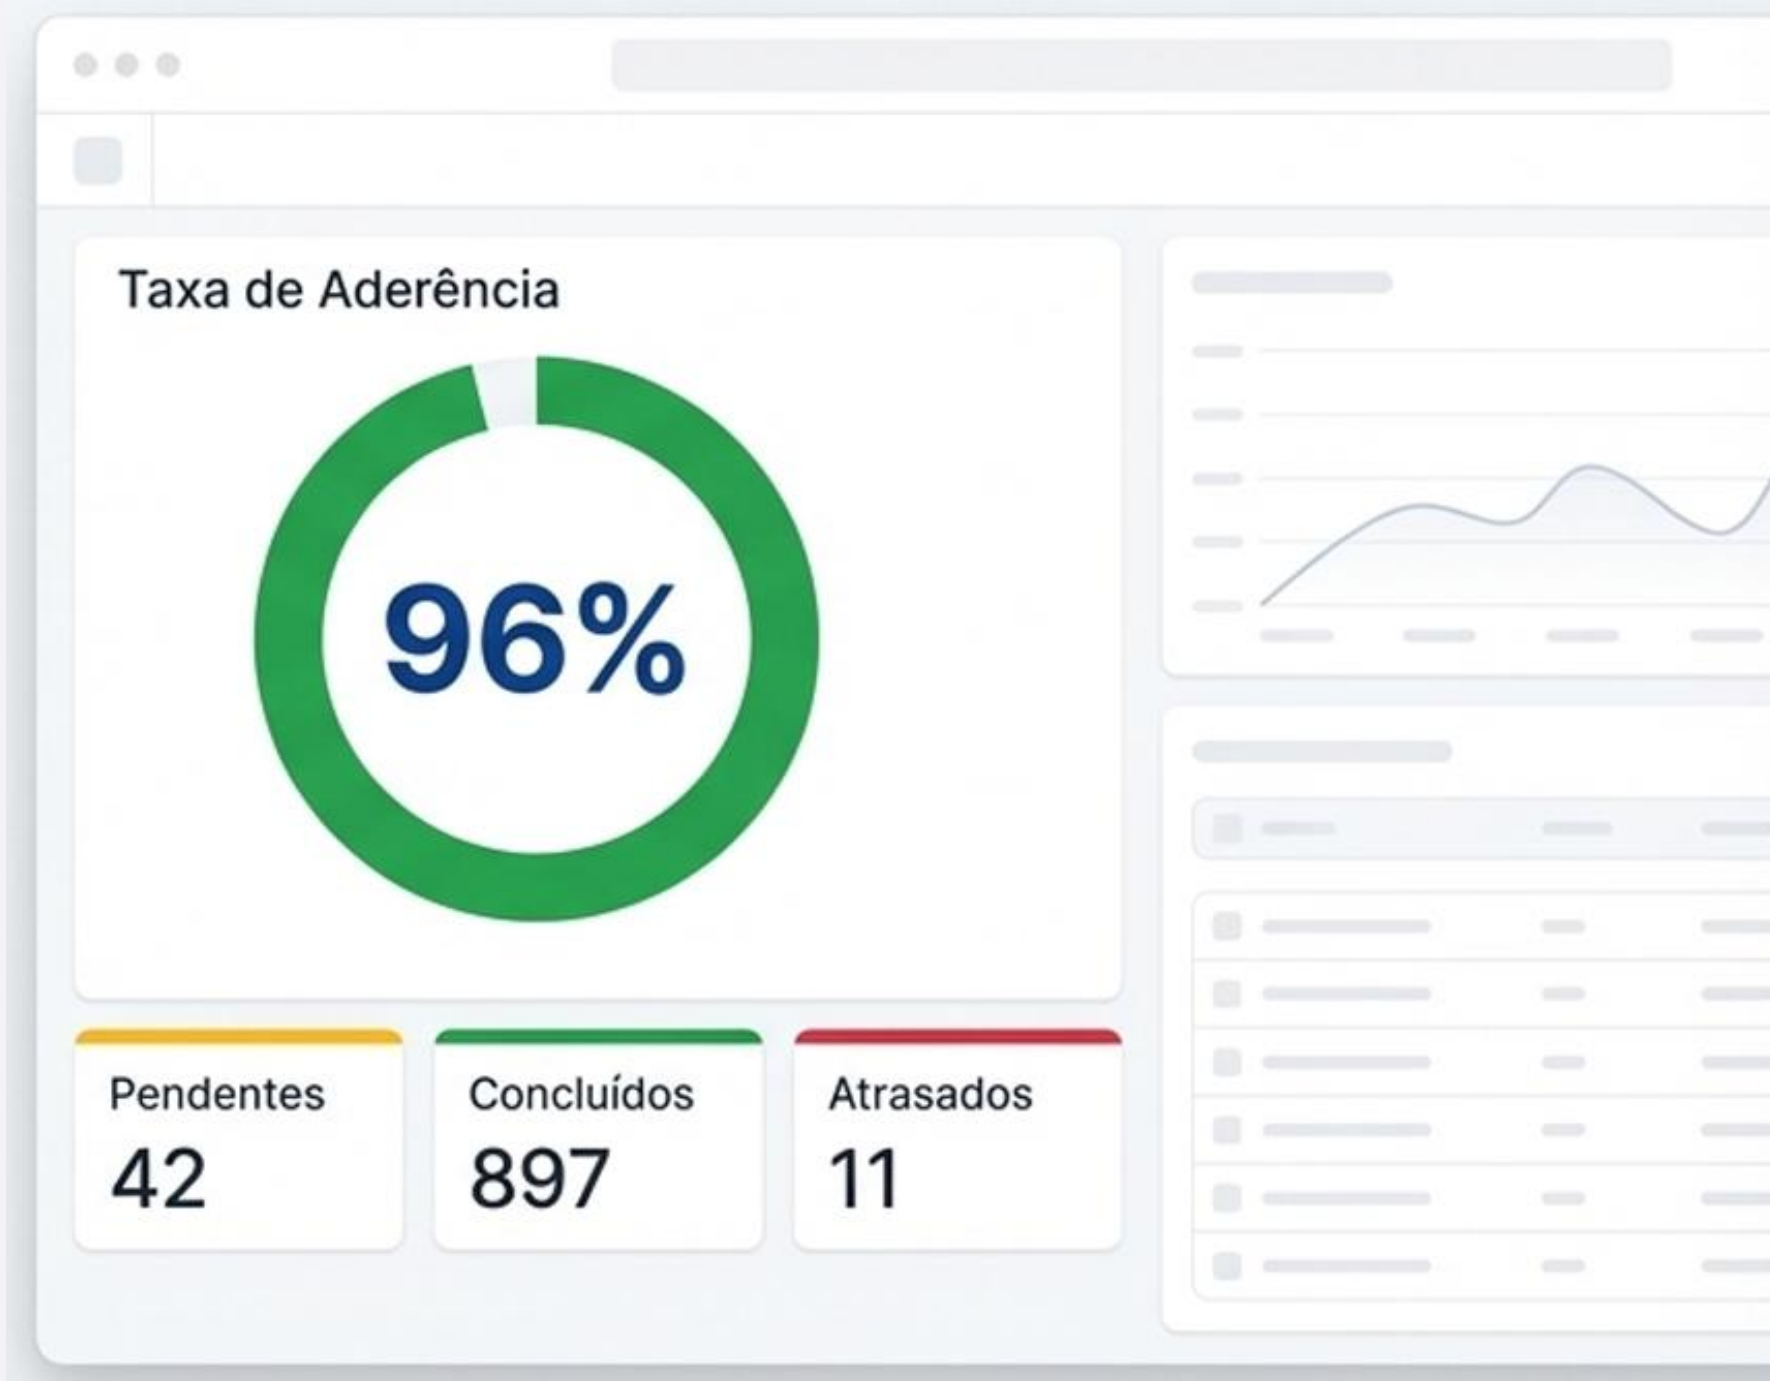 Taxa de Aderência
96%
Pendentes
42
Concluídos
897
Atrasados
11